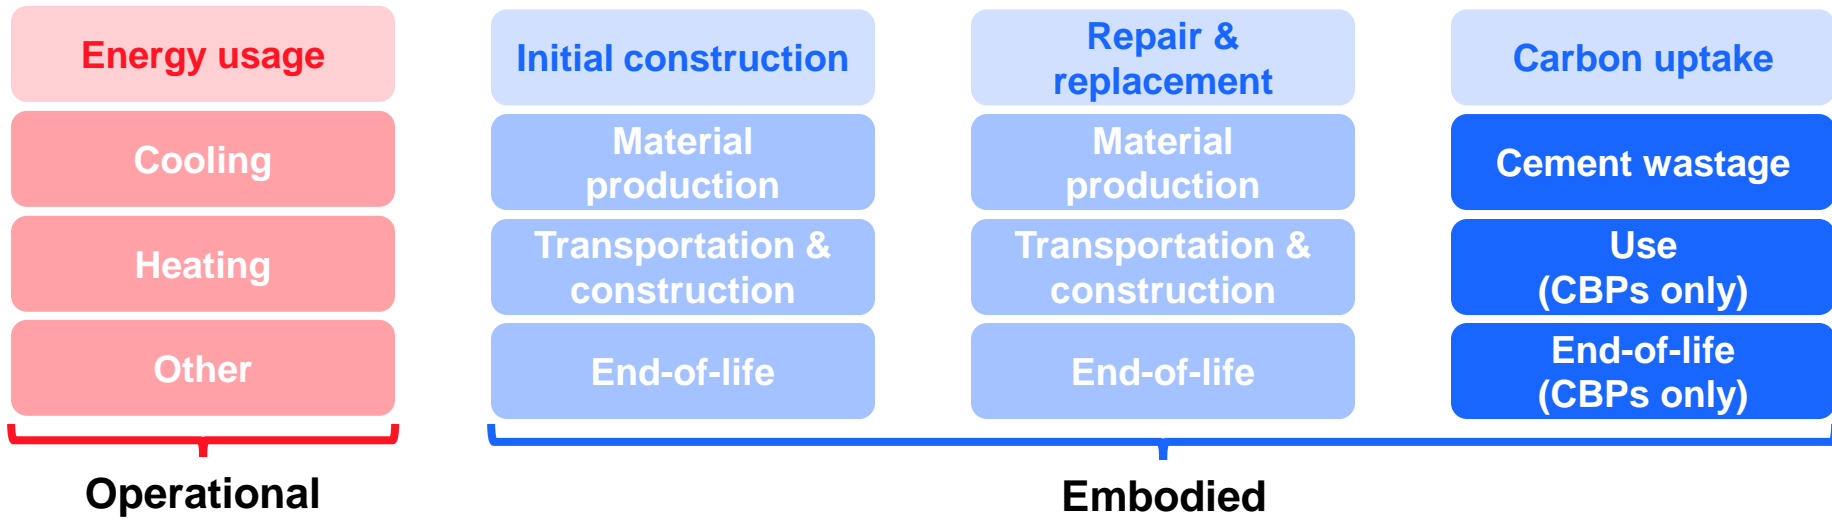 Energy usage
Cooling
Heating
Other
Operational
Initial construction
Material
production
Transportation &
construction
End-of-life
Repair &
replacement
Material
production
Transportation &
construction
End-of-life
Carbon uptake
Cement wastage
Use
(CBPs only)
End-of-life
(CBPs only)
Embodied